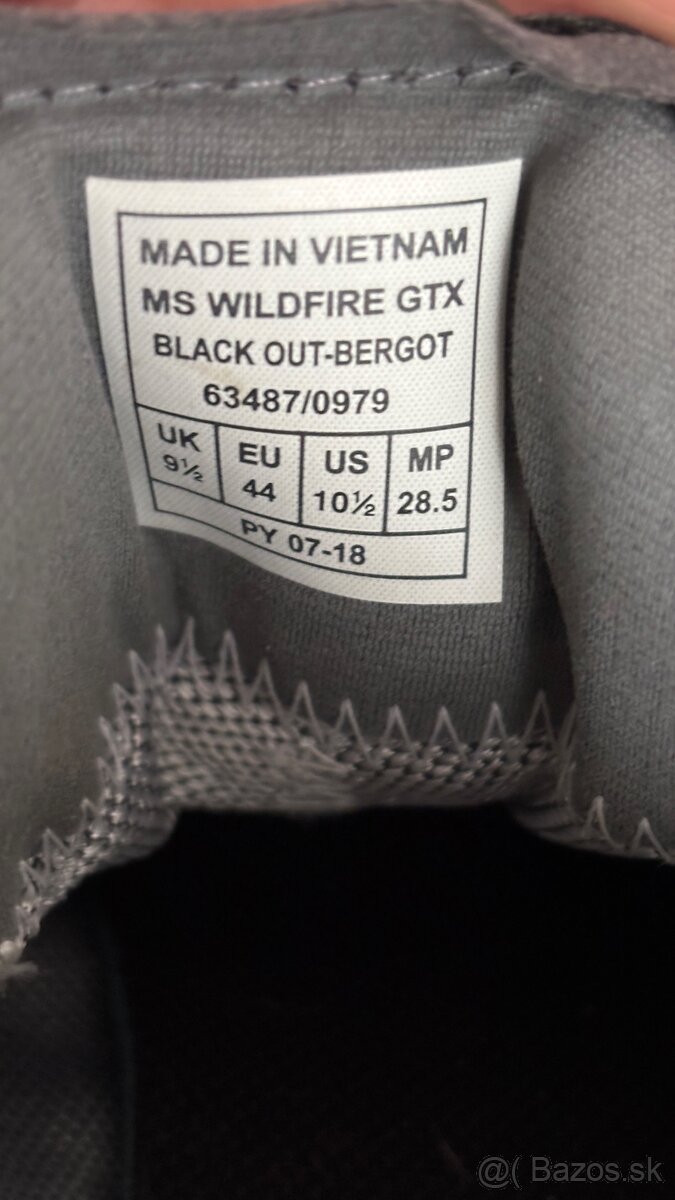 MADE IN VIETNAM
MS WILDFIRE GTX
BLACK OUT-BERGOT
63487/0979
UK EU US MP
9½ 44 10½ 28.5
PY 07-18
@( Bazos.sk